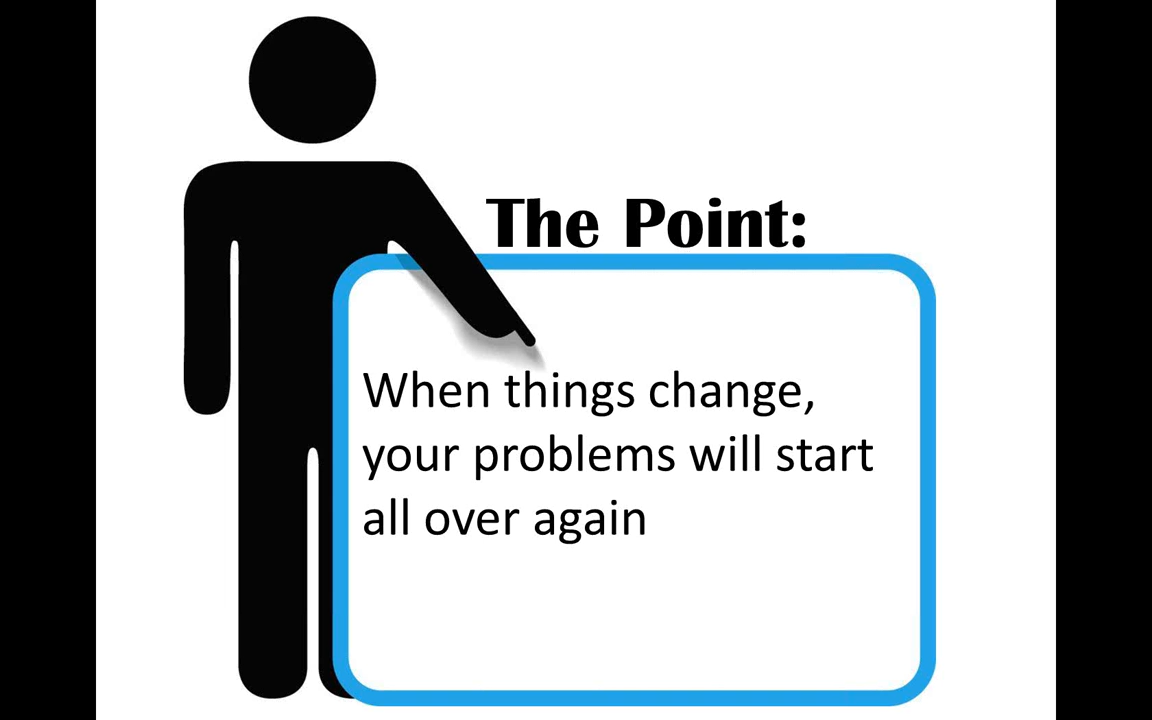 The Point:
When things change,
your problems will start
all over again